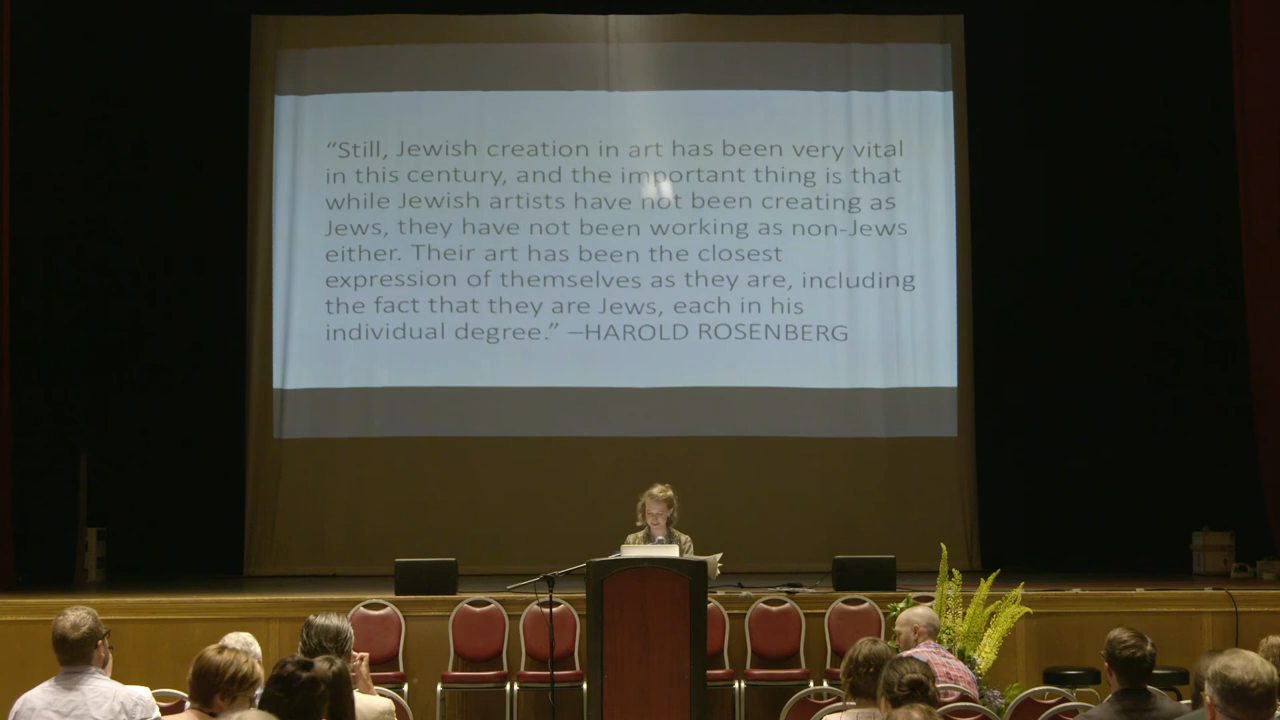 “Still, Jewish creation in art has been very vital
in this century, and the important thing is that
while Jewish artists have not been creating as
Jews, they have not been working as non-Jews
either. Their art has been the closest
expression of themselves as they are, including
the fact that they are Jews, each in his
individual degree.” –HAROLD ROSENBERG